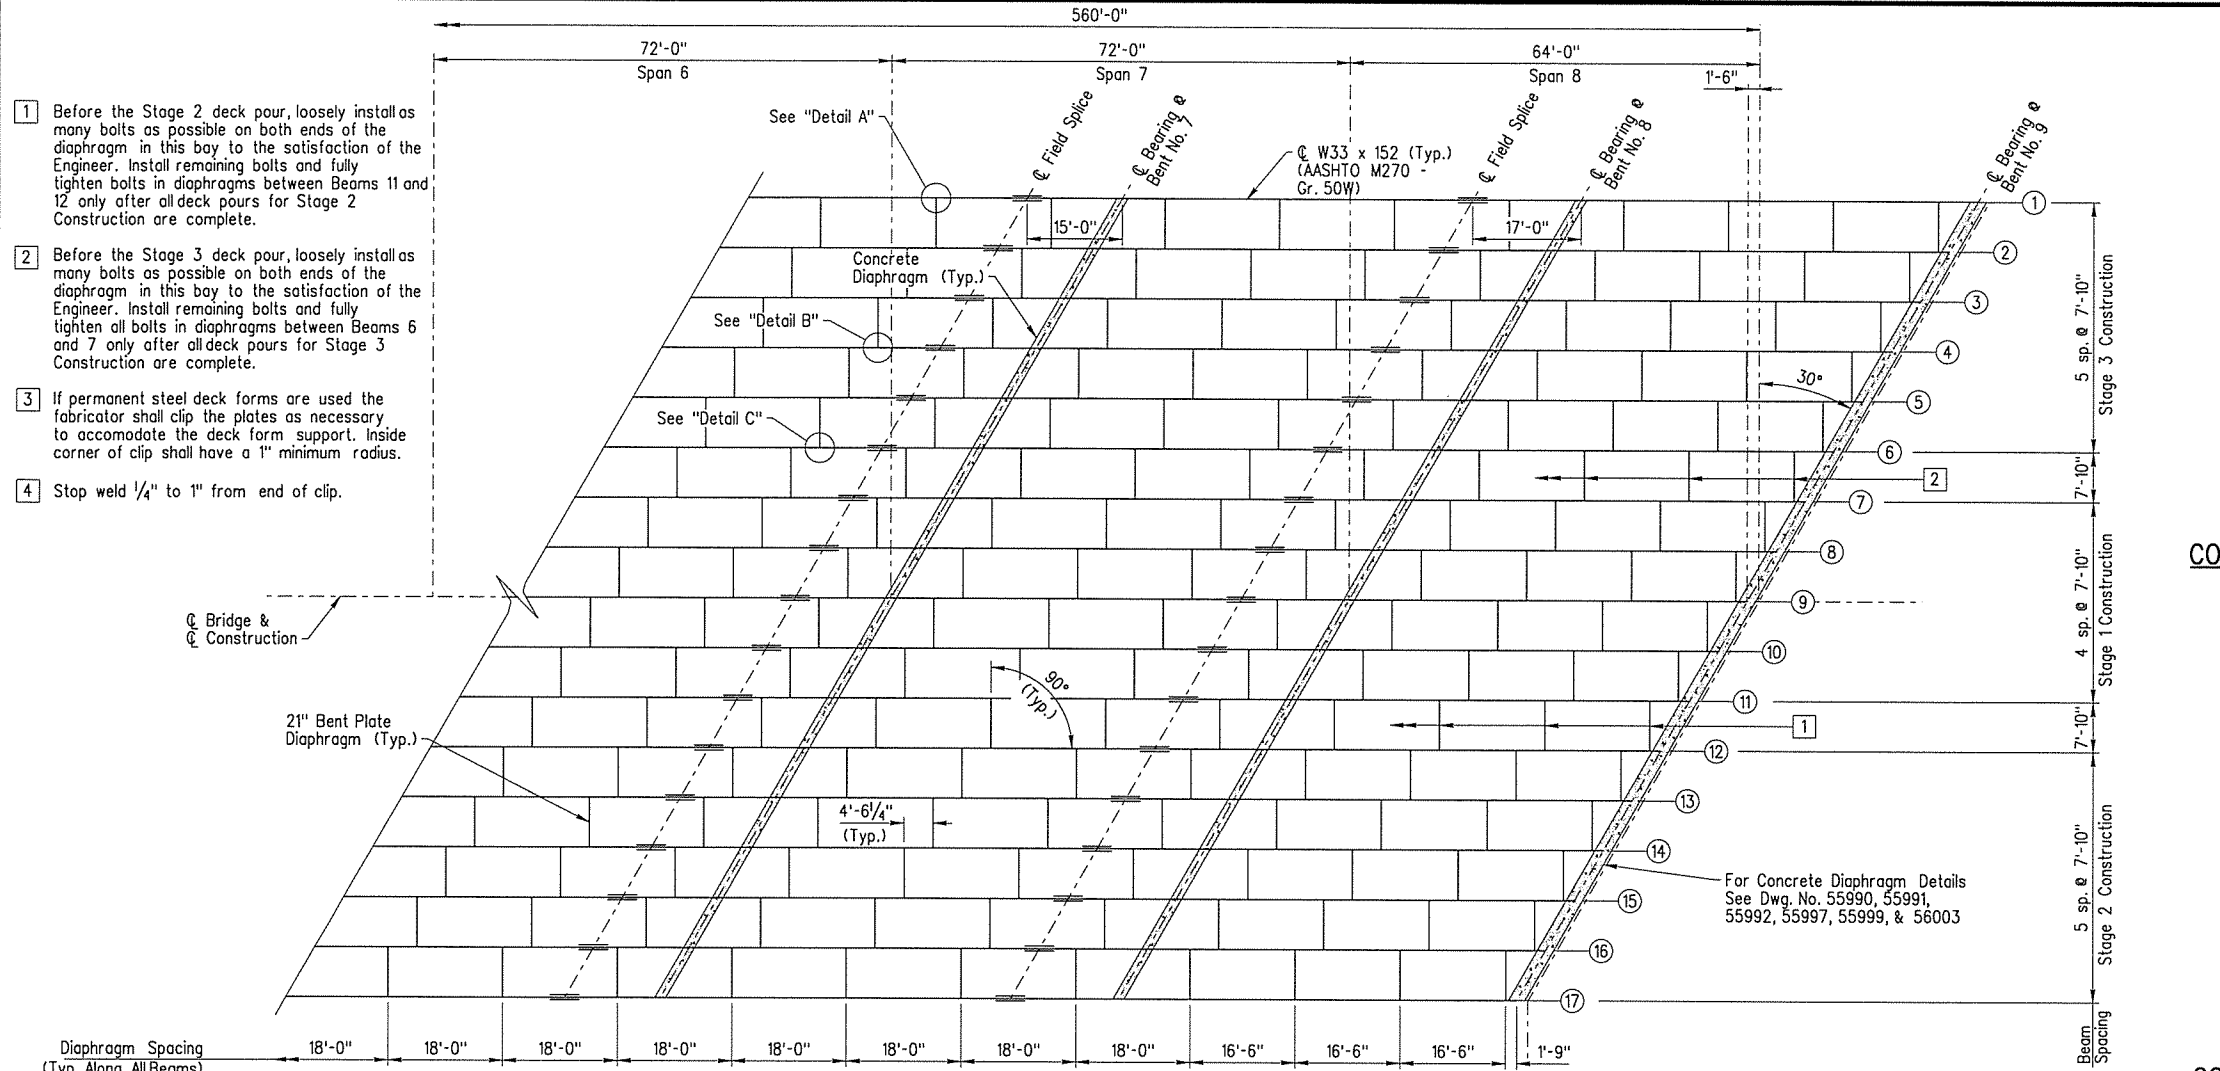 560'-0"
72'-0"
72'-0"
64'-0"
Span 6
Span 7
Span 8
1'-6"
1 Before the Stage 2 deck pour, loosely install as
many bolts as possible on both ends of the
diaphragm in this bay to the satisfaction of the
Engineer. Install remaining bolts and fully
tighten bolts in diaphragms between Beams 11 and
12 only after all deck pours for Stage 2
Construction are complete.
2 Before the Stage 3 deck pour, loosely install as
many bolts as possible on both ends of the
diaphragm in this bay to the satisfaction of the
Engineer. Install remaining bolts and fully
tighten all bolts in diaphragms between Beams 6
and 7 only after all deck pours for Stage 3
Construction are complete.
3 If permanent steel deck forms are used the
fabricator shall clip the plates as necessary
to accomodate the deck form support. Inside
corner of clip shall have a 1" minimum radius.
4 Stop weld 1/4" to 1" from end of clip.
See "Detail A"
℄ Field Splice
℄ Bearing @
Bent No. 7
℄ W33 x 152 (Typ.)
(AASHTO M270 -
Gr. 50W)
℄ Field Splice
℄ Bearing @
Bent No. 8
℄ Bearing @
Bent No. 9
15'-0"
17'-0"
Concrete
Diaphragm (Typ.)
See "Detail B"
See "Detail C"
30°
1
2
3
4
5
6
7
8
9
10
11
12
13
14
15
16
17
2
1
℄ Bridge &
℄ Construction
90°
(Typ.)
21" Bent Plate
Diaphragm (Typ.)
4'-6 1/4"
(Typ.)
For Concrete Diaphragm Details
See Dwg. No. 55990, 55991,
55992, 55997, 55999, & 56003
5 sp. @ 7'-10"
Stage 3 Construction
7'-10"
4 sp. @ 7'-10"
Stage 1 Construction
7'-10"
5 sp. @ 7'-10"
Stage 2 Construction
Beam
Spacing
CO
Diaphragm Spacing
(Typ. Along All Beams)
18'-0"
18'-0"
18'-0"
18'-0"
18'-0"
18'-0"
18'-0"
18'-0"
16'-6"
16'-6"
16'-6"
1'-9"